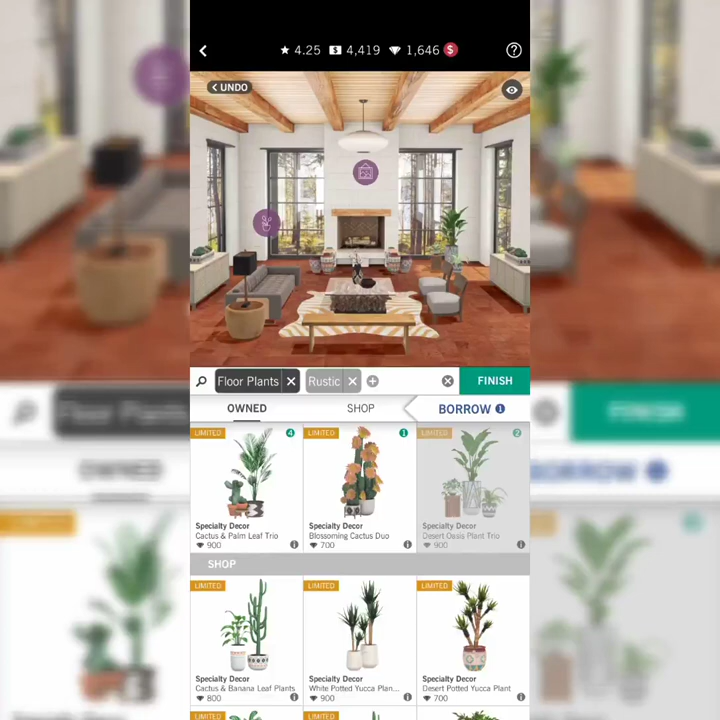 4.25 4,419 1,646 $ ?
< UNDO
Floor Plants X Rustic X + X FINISH
OWNED SHOP BORROW 1
LIMITED 4 LIMITED 1 LIMITED 2
Specialty Decor Specialty Decor Specialty Decor
Cactus & Palm Leaf Trio Blossoming Cactus Duo Desert Oasis Plant Trio
900 700 900
SHOP
LIMITED LIMITED LIMITED
Specialty Decor Specialty Decor Specialty Decor
Cactus & Banana Leaf Plants White Potted Yucca Plan... Desert Potted Yucca Plant
800 900 700